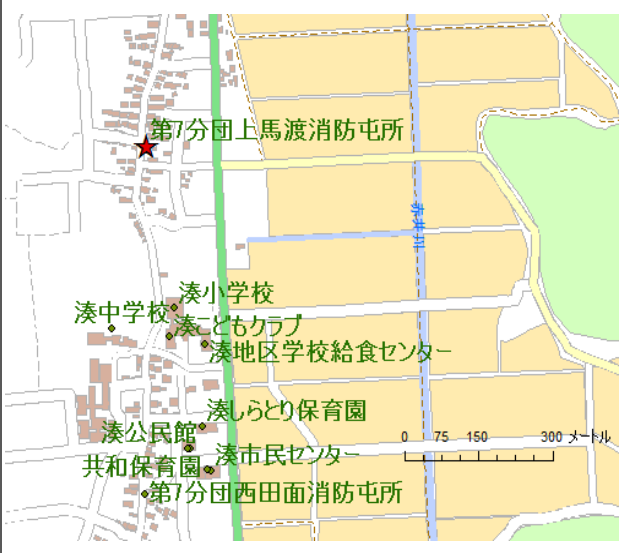 第7分団上馬渡消防屯所
赤井川
湊小学校
湊中学校
湊こどもクラブ
湊地区学校給食センター
湊しらとり保育園
湊公民館
0 75 150 300 メートル
湊市民センター
共和保育園
第7分団西田面消防屯所